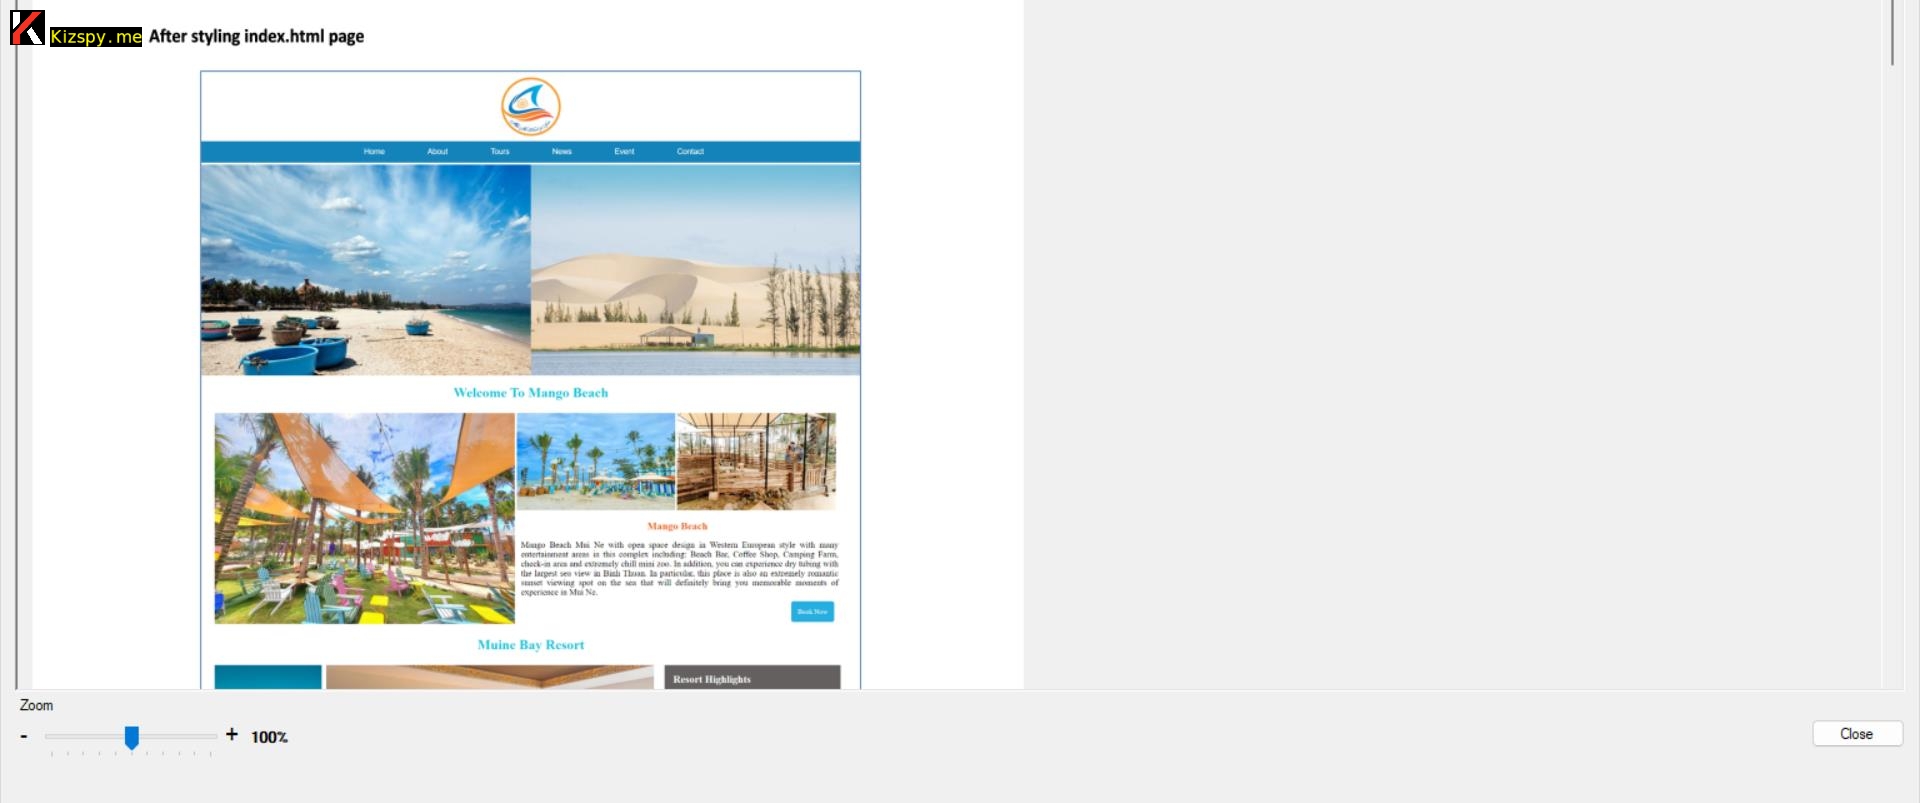 Kizspy.me After styling index.html page
Home About Tours News Event Contact
Welcome To Mango Beach
Mango Beach
Mango Beach Mui Ne with open space design in Western European style with many
entertainment areas in this complex including: Beach Bar, Coffee Shop, Camping Farm,
check-in area and extremely chill mini zoo. In addition, you can experience dry tubing with
the largest sea view in Binh Thuan. In particular, this place is also an extremely romantic
sunset viewing spot on the sea that will definitely bring you memorable moments of
experience in Mui Ne.
Book Now
Muine Bay Resort
Resort Highlights
Zoom
- + 100%
Close